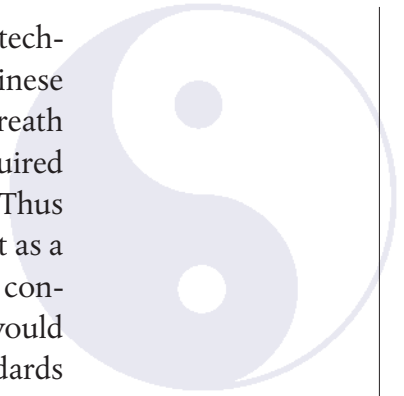 tech-
inese
reath
uired
Thus
t as a
con-
would
dards